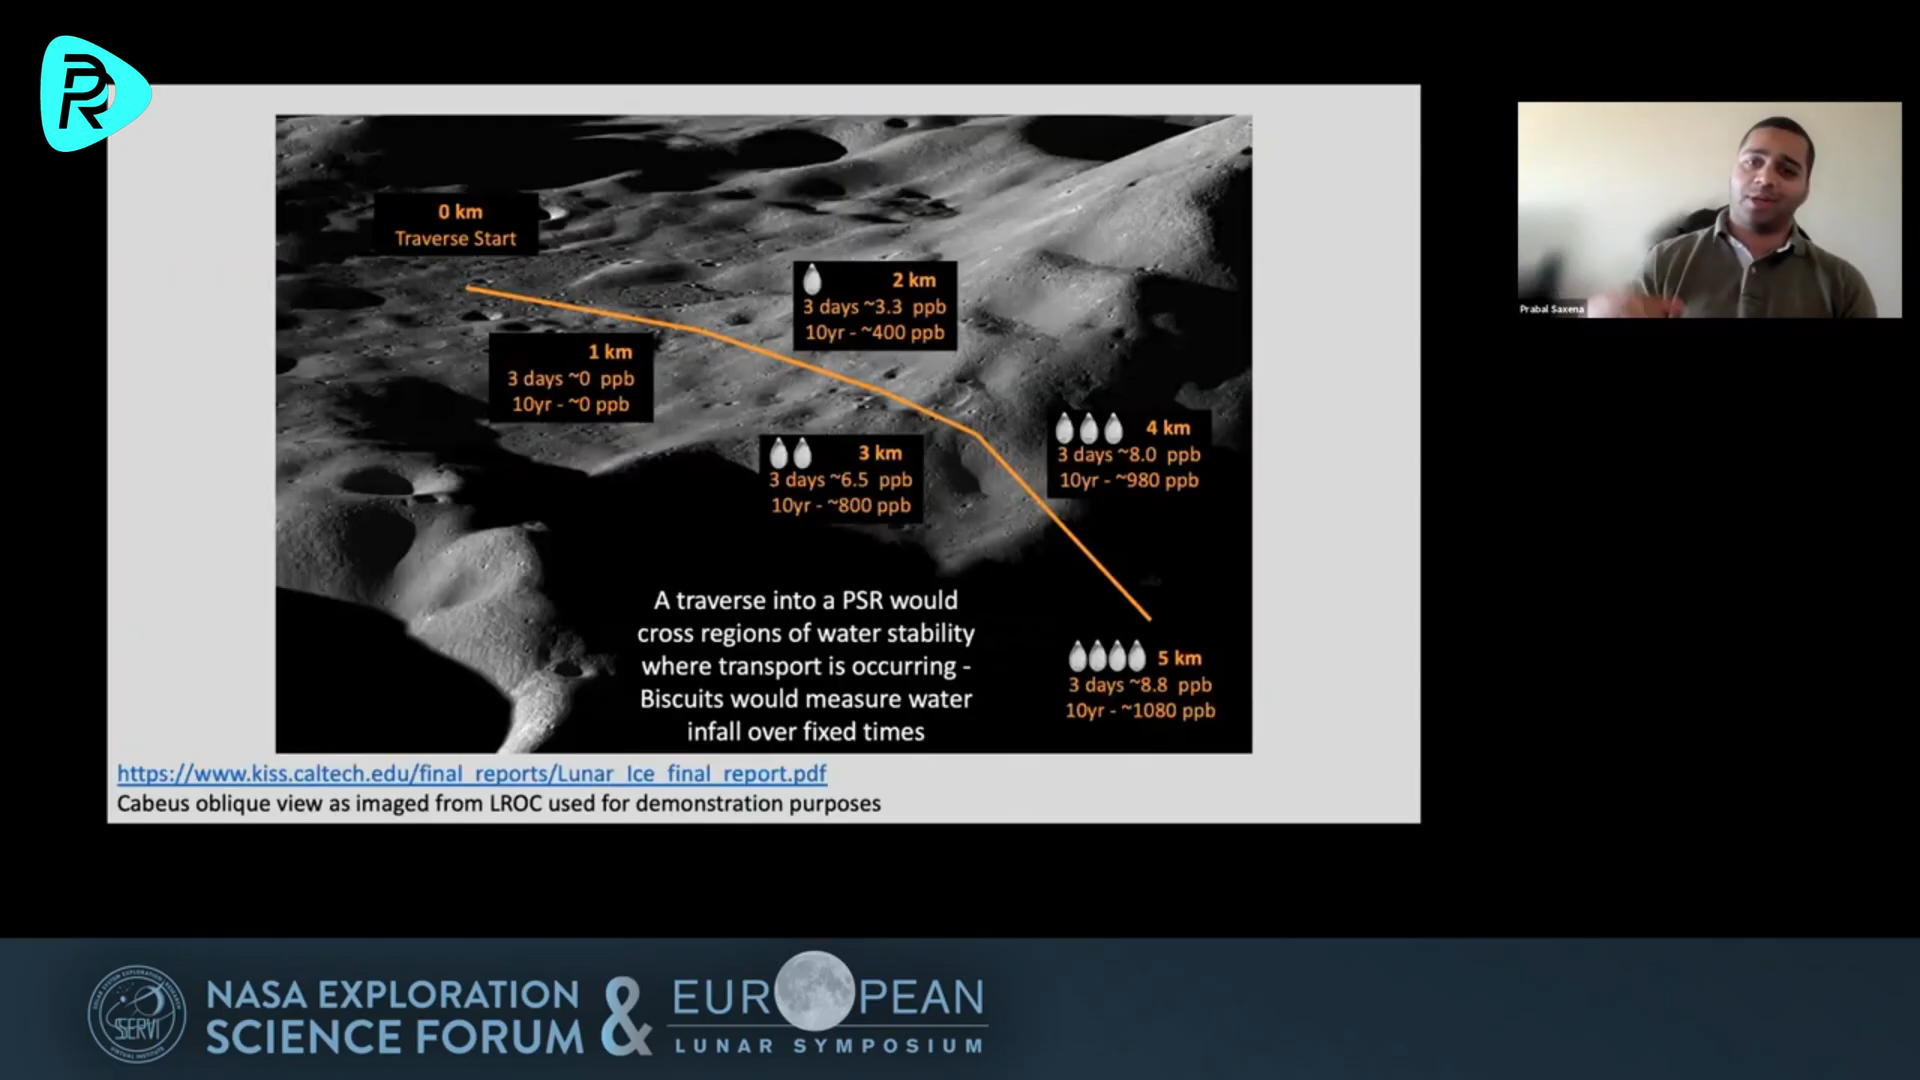 PR
0 km
Traverse Start
2 km
3 days ~3.3 ppb
10yr - ~400 ppb
1 km
3 days ~0 ppb
10yr - ~0 ppb
4 km
3 days ~8.0 ppb
10yr - ~980 ppb
3 km
3 days ~6.5 ppb
10yr - ~800 ppb
A traverse into a PSR would
cross regions of water stability
where transport is occurring -
Biscuits would measure water
infall over fixed times
5 km
3 days ~8.8 ppb
10yr - ~1080 ppb
https://www.kiss.caltech.edu/final_reports/Lunar_Ice_final_report.pdf
Cabeus oblique view as imaged from LROC used for demonstration purposes
Prabal Saxena
SSERVI
NASA EXPLORATION
SCIENCE FORUM
&
EUROPEAN
LUNAR SYMPOSIUM